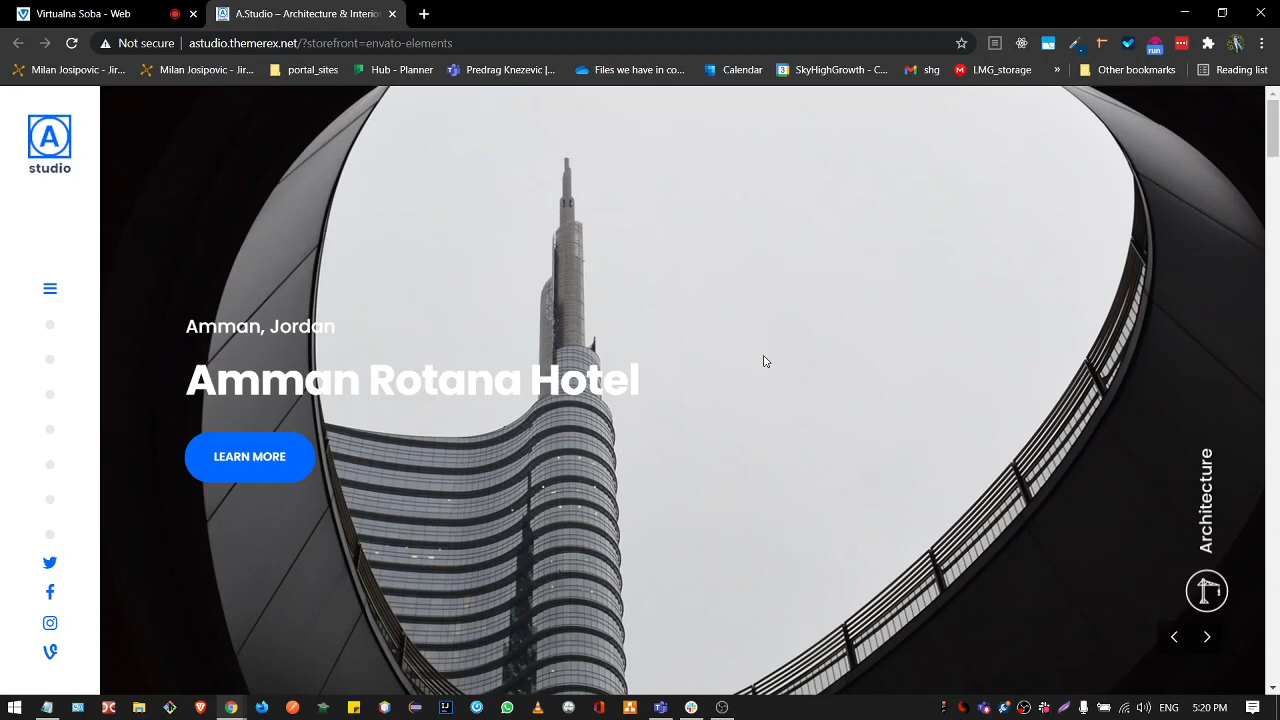 Virtualna Soba - Web
A.Studio – Architecture & Interio
Not secure
astudio.themerex.net/?storefront=envato-elements
run
Milan Josipovic - Jir...
Milan Josipovic - Jir...
portal_sites
Hub - Planner
Predrag Knezevic |...
Files we have in co...
Calendar
SkyHighGrowth - C...
shg
LMG_storage
»
Other bookmarks
Reading list
A
studio
Amman, Jordan
Amman Rotana Hotel
LEARN MORE
Architecture
ENG
5:20 PM